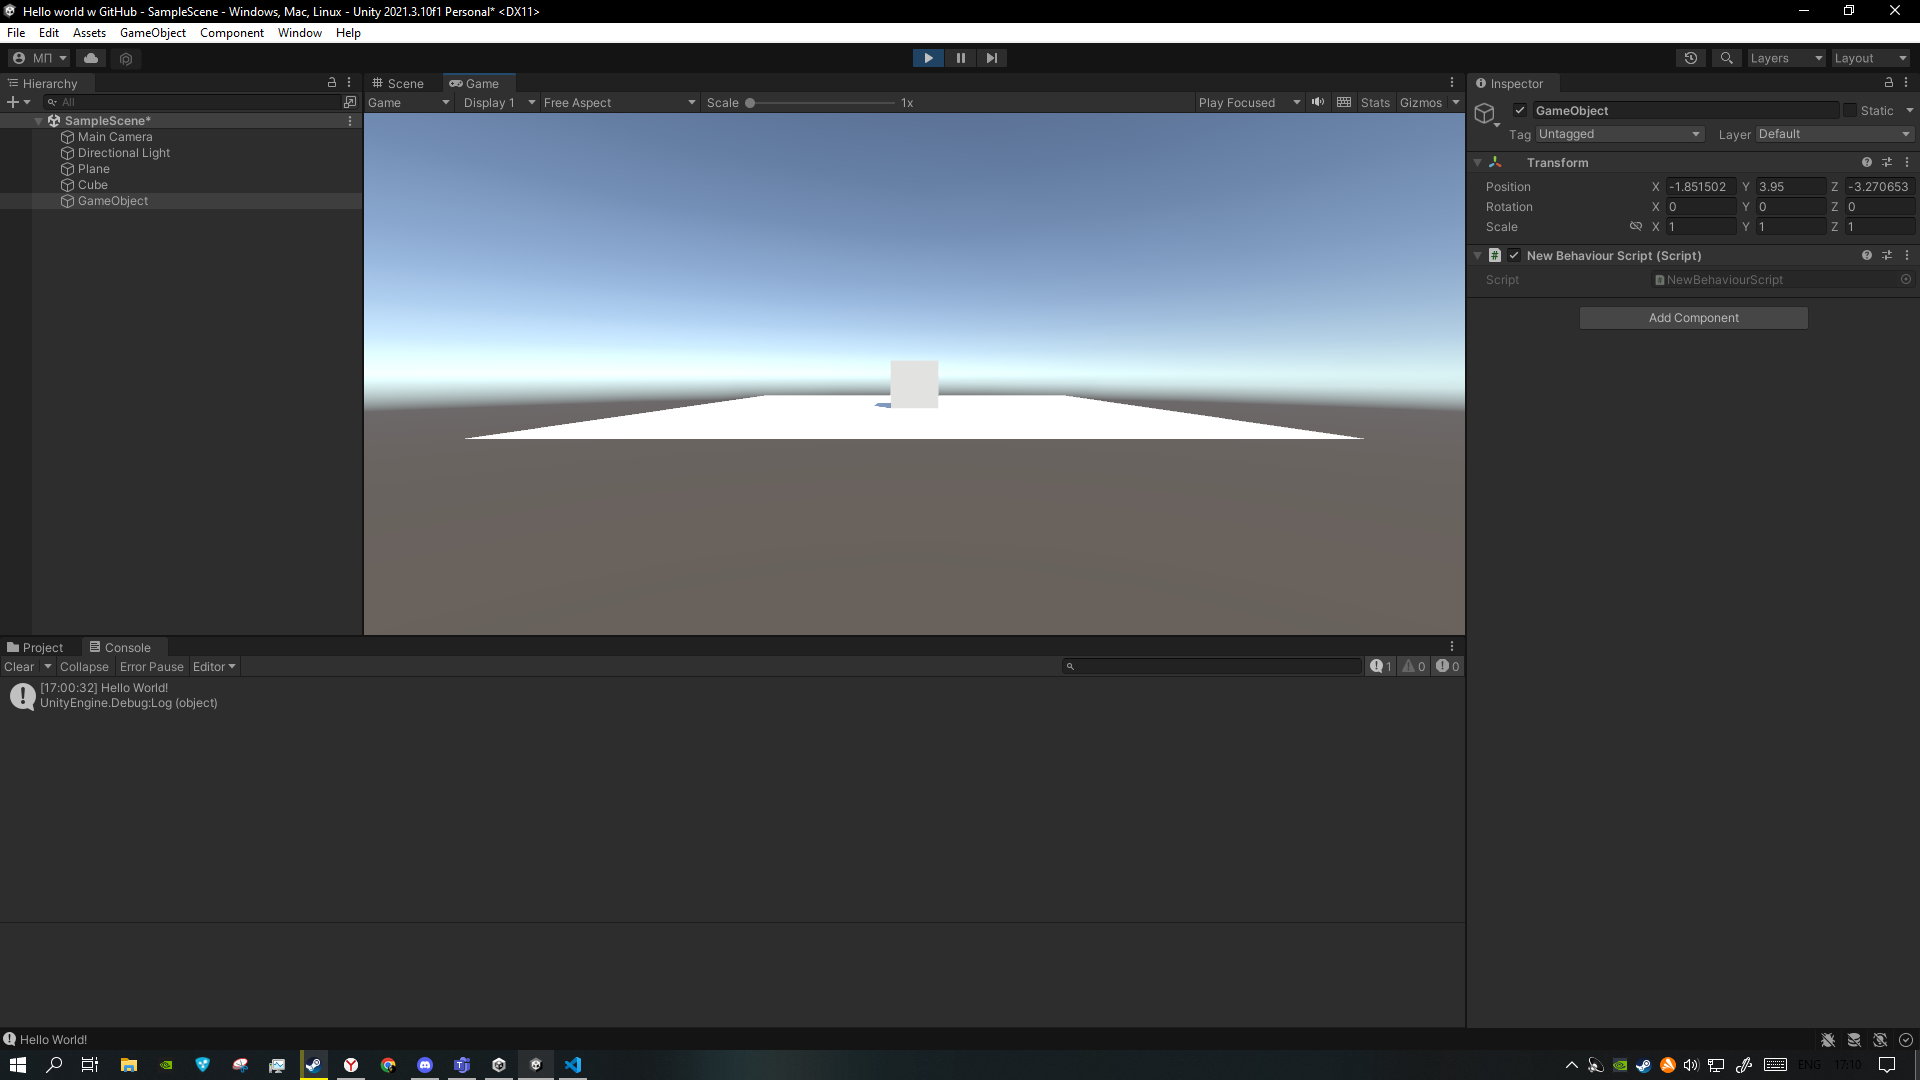 Hello world w GitHub - SampleScene - Windows, Mac, Linux - Unity 2021.3.10f1 Personal* <DX11>
File Edit Assets GameObject Component Window Help
МП Layers Layout
Hierarchy Scene Game Inspector
All Game Display 1 Free Aspect Scale 1x Play Focused Stats Gizmos
GameObject Static
SampleScene*
Main Camera
Directional Light
Plane
Cube
GameObject
Tag Untagged Layer Default
Transform
Position X -1.851502 Y 3.95 Z -3.270653
Rotation X 0 Y 0 Z 0
Scale X 1 Y 1 Z 1
New Behaviour Script (Script)
Script NewBehaviourScript
Add Component
Project Console
Clear Collapse Error Pause Editor 1 0 0
[17:00:32] Hello World!
UnityEngine.Debug:Log (object)
Hello World!
ENG 17:10